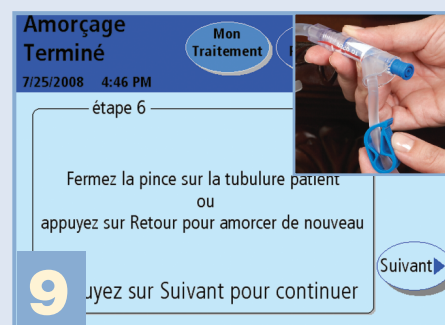 Amorçage
Terminé
Mon
Traitement
7/25/2008 4:46 PM
étape 6
Fermez la pince sur la tubulure patient
ou
appuyez sur Retour pour amorcer de nouveau
Suivant
9
sur Suivant pour continuer